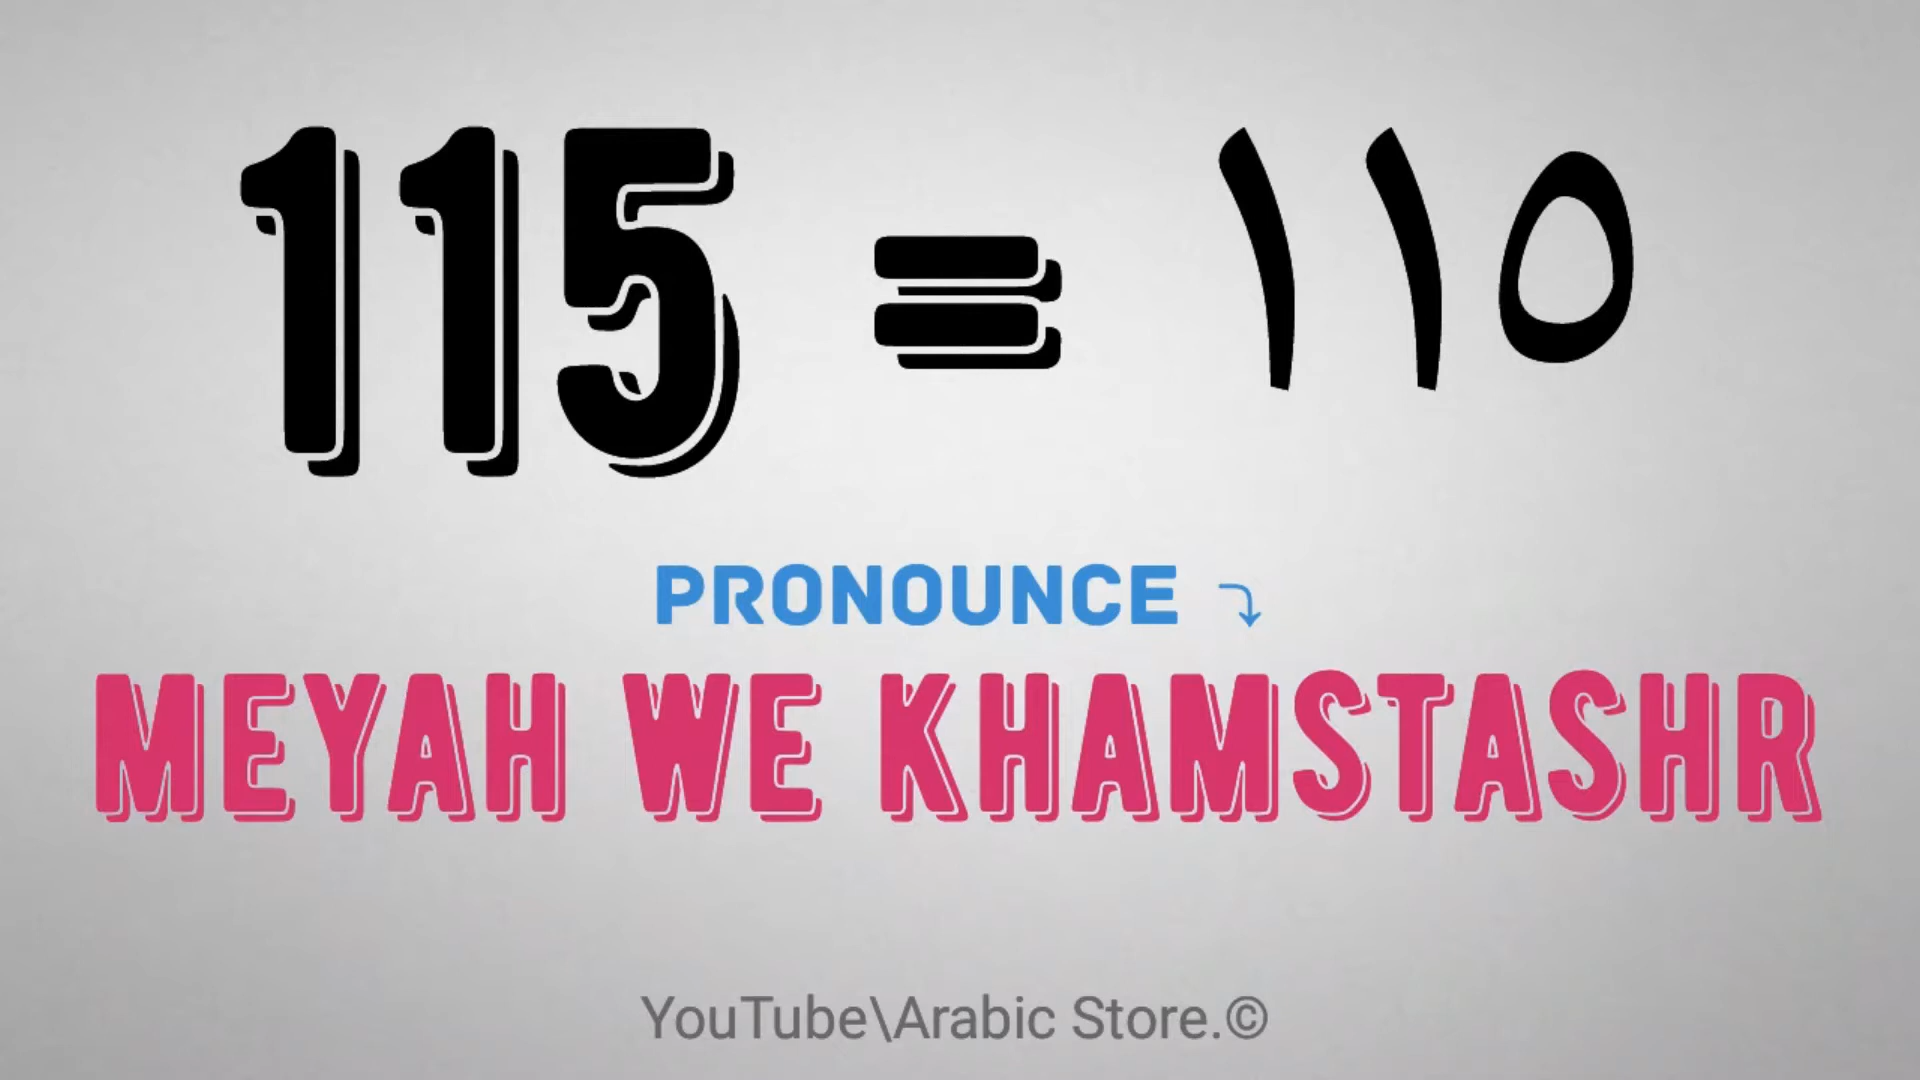 115 = ١١٥
PRONOUNCE ⤵
MEYAH WE KHAMSTASHR
YouTube\Arabic Store.©